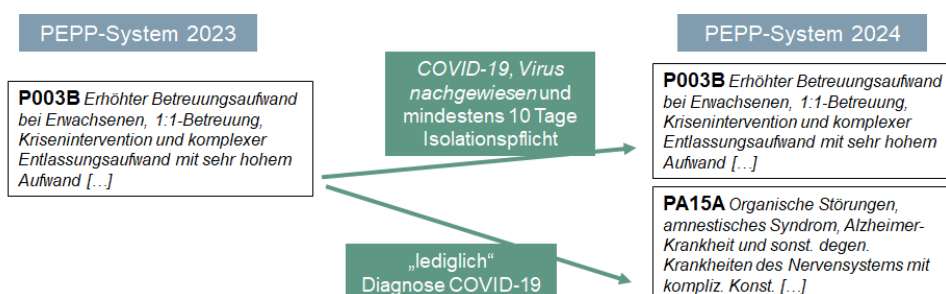 PEPP-System 2023
PEPP-System 2024
P003B Erhöhter Betreuungsaufwand
bei Erwachsenen, 1:1-Betreuung,
Krisenintervention und komplexer
Entlassungsaufwand mit sehr hohem
Aufwand [...]
COVID-19, Virus
nachgewiesen und
mindestens 10 Tage
Isolationspflicht
P003B Erhöhter Betreuungsaufwand
bei Erwachsenen, 1:1-Betreuung,
Krisenintervention und komplexer
Entlassungsaufwand mit sehr hohem
Aufwand [...]
„lediglich“
Diagnose COVID-19
PA15A Organische Störungen,
amnestisches Syndrom, Alzheimer-
Krankheit und sonst. degen.
Krankheiten des Nervensystems mit
kompliz. Konst. [...]